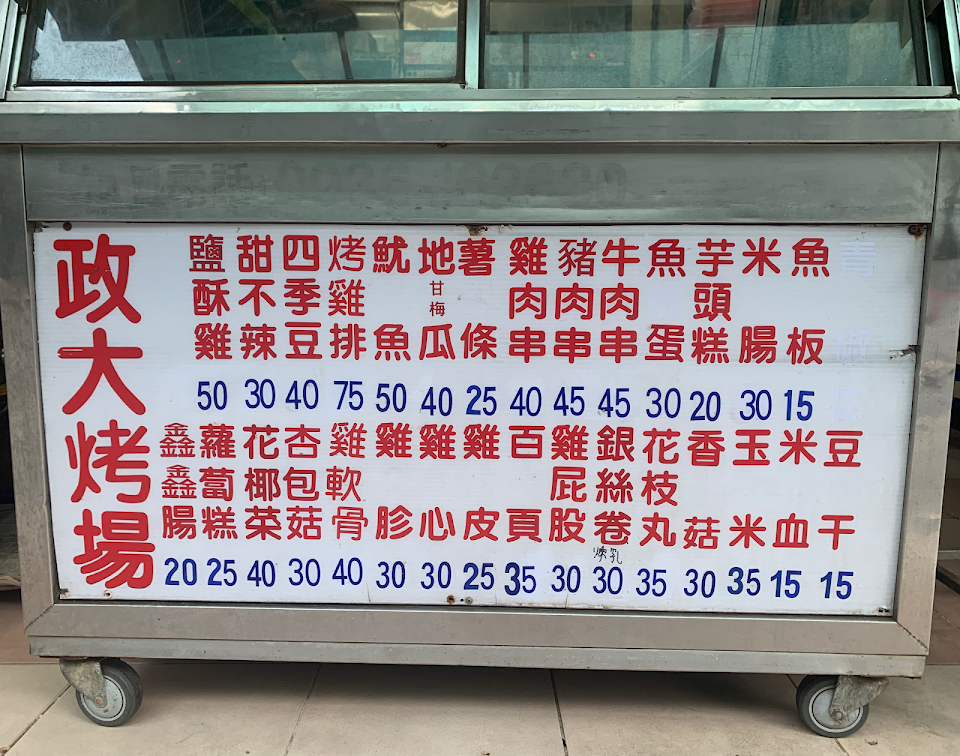 政大烤場
鹽酥雞 50
甜不辣 30
四季豆 40
烤雞排 75
魷魚 50
地甘梅瓜 40
薯條 25
雞肉串 40
豬肉串 45
牛肉串 45
魚蛋 30
芋頭糕 20
米腸 30
魚板 15
鑫鑫腸 20
蘿蔔糕 25
花椰菜 40
杏包菇 30
雞軟骨 40
雞胗 30
雞心 30
雞皮 25
百頁 35
雞屁股 30
銀絲卷 煉乳 30
花枝丸 35
香菇 30
玉米 35
米血 15
豆干 15